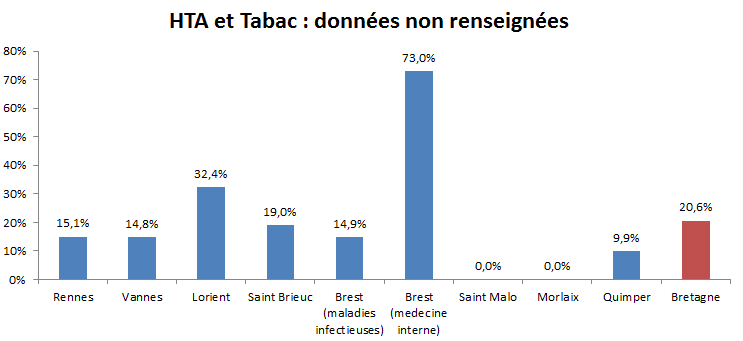 HTA et Tabac : données non renseignées
80%
70%
60%
50%
40%
30%
20%
10%
0%
15,1%
14,8%
32,4%
19,0%
14,9%
73,0%
0,0%
0,0%
9,9%
20,6%
Rennes
Vannes
Lorient
Saint Brieuc
Brest
(maladies
infectieuses)
Brest
(medecine
interne)
Saint Malo
Morlaix
Quimper
Bretagne